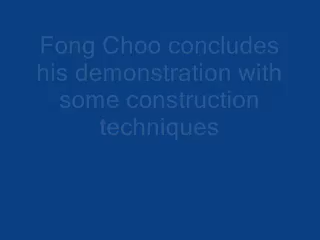 Fong Choo concludes
his demonstration with
some construction
techniques